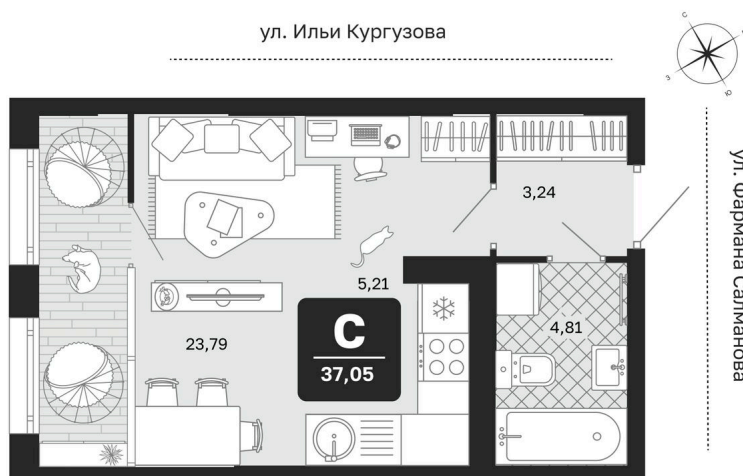 ул. Ильи Кургузова
С
З
Ю
ул. Фармана Салманова
3,24
5,21
23,79
С
37,05
4,81